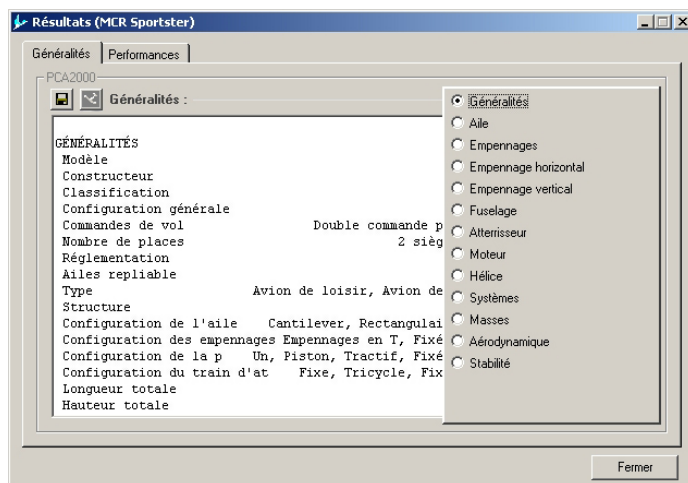 Résultats (MCR Sportster)
Généralités Performances
PCA2000
Généralités :
GÉNÉRALITÉS
Modèle
Constructeur
Classification
Configuration générale
Commandes de vol Double commande p
Nombre de places 2 sièg
Réglementation
Ailes repliable
Type Avion de loisir, Avion de
Structure
Configuration de l'aile Cantilever, Rectangulai
Configuration des empennages Empennages en T, Fixé
Configuration de la p Un, Piston, Tractif, Fixé
Configuration du train d'at Fixe, Tricycle, Fix
Longueur totale
Hauteur totale
Généralités
Aile
Empennages
Empennage horizontal
Empennage vertical
Fuselage
Atterrisseur
Moteur
Hélice
Systèmes
Masses
Aérodynamique
Stabilité
Fermer